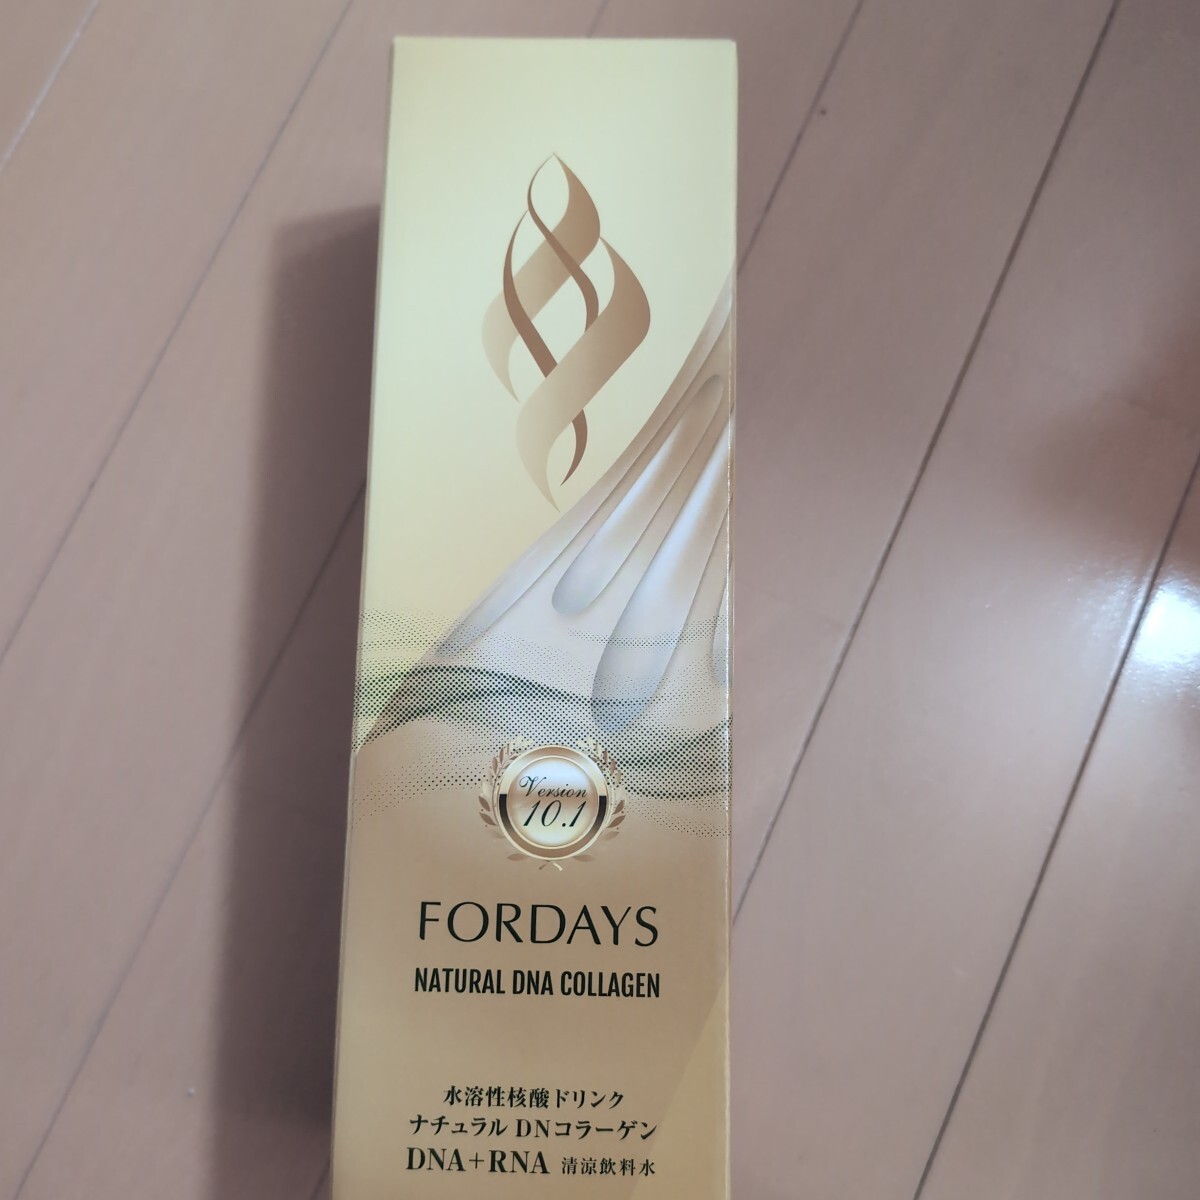 Version
10.1
FORDAYS
NATURAL DNA COLLAGEN
水溶性核酸ドリンク
ナチュラル DNコラーゲン
DNA+RNA 清涼飲料水